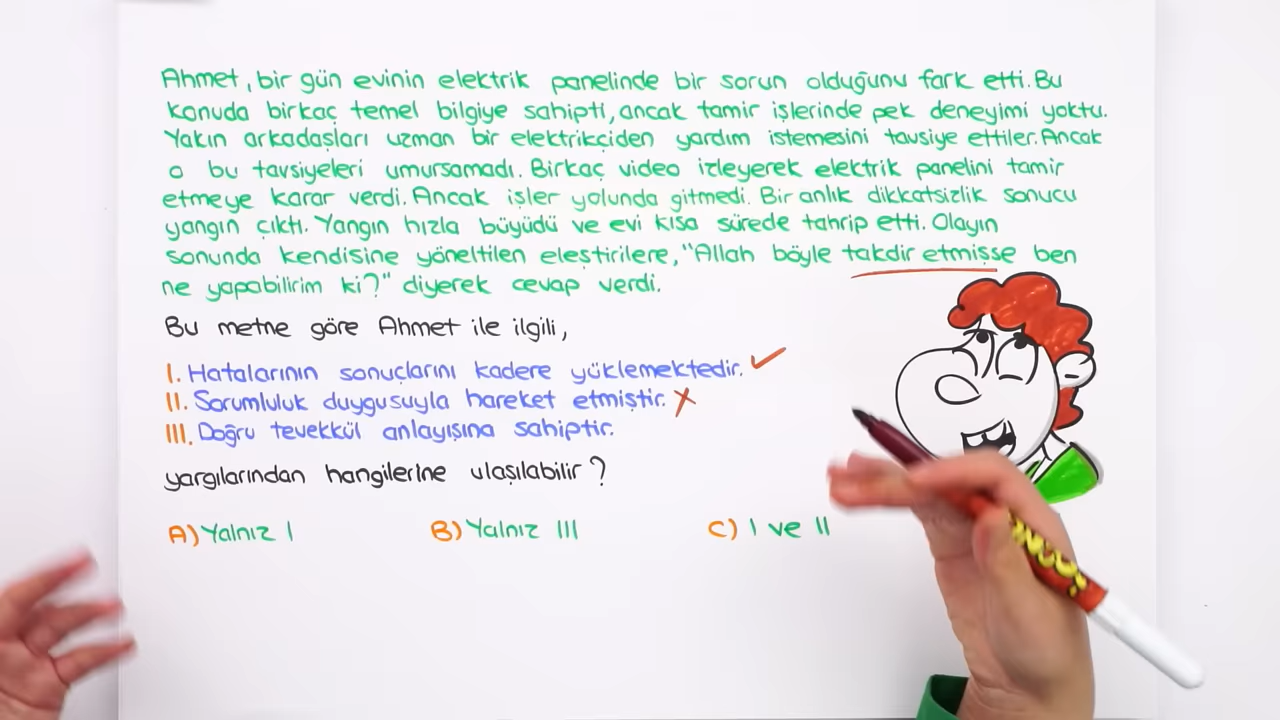 Ahmet, bir gün evinin elektrik panelinde bir sorun olduğunu fark etti. Bu
konuda birkaç temel bilgiye sahipti, ancak tamir işlerinde pek deneyimi yoktu.
Yakın arkadaşları uzman bir elektrikçiden yardım istemesini tavsiye ettiler. Ancak
o bu tavsiyeleri umursamadı. Birkaç video izleyerek elektrik panelini tamir
etmeye karar verdi. Ancak işler yolunda gitmedi. Bir anlık dikkatsizlik sonucu
yangın çıktı. Yangın hızla büyüdü ve evi kısa sürede tahrip etti. Olayın
sonunda kendisine yöneltilen eleştirilere, "Allah böyle takdir etmişse ben
ne yapabilirim ki?" diyerek cevap verdi.
Bu metne göre Ahmet ile ilgili,
I. Hatalarının sonuçlarını kadere yüklemektedir.
II. Sorumluluk duygusuyla hareket etmiştir.
III. Doğru tevekkül anlayışına sahiptir.
yargılarından hangilerine ulaşılabilir?
A) Yalnız I B) Yalnız III C) I ve II